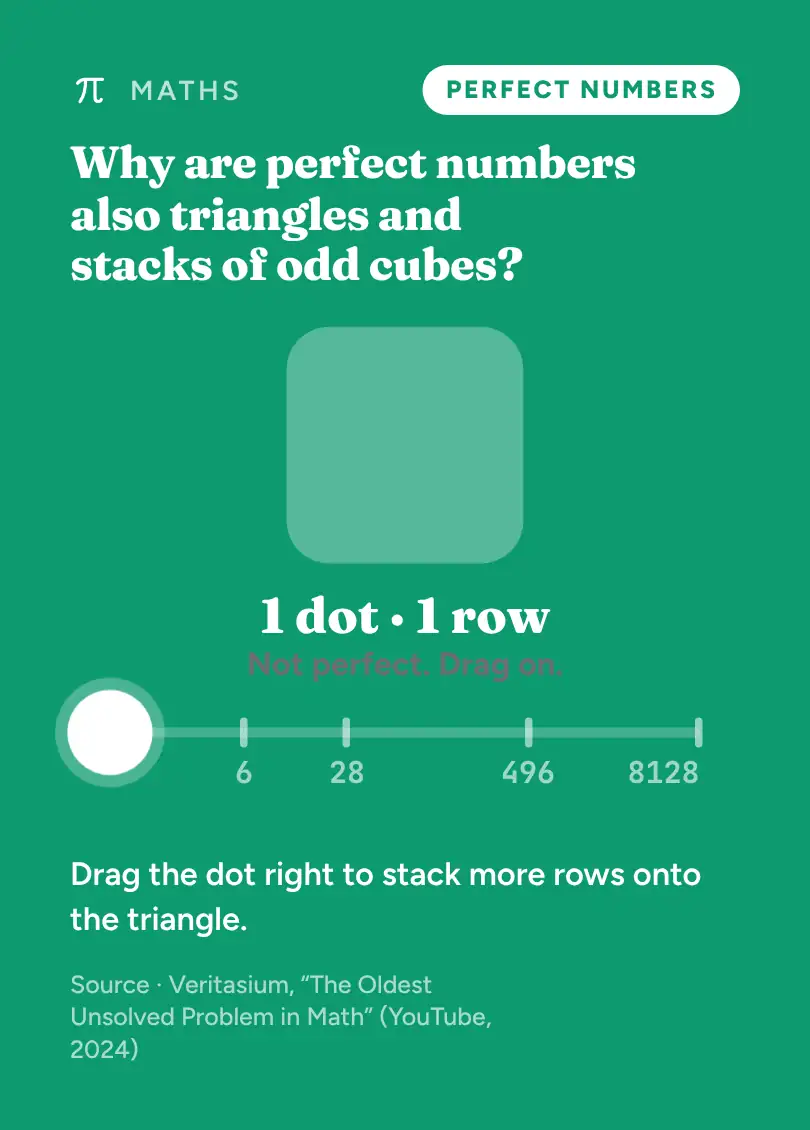 π MATHS
PERFECT NUMBERS
Why are perfect numbers
also triangles and
stacks of odd cubes?
1 dot · 1 row
Not perfect. Drag on.
6 28 496 8128
Drag the dot right to stack more rows onto
the triangle.
Source · Veritasium, “The Oldest
Unsolved Problem in Math” (YouTube,
2024)